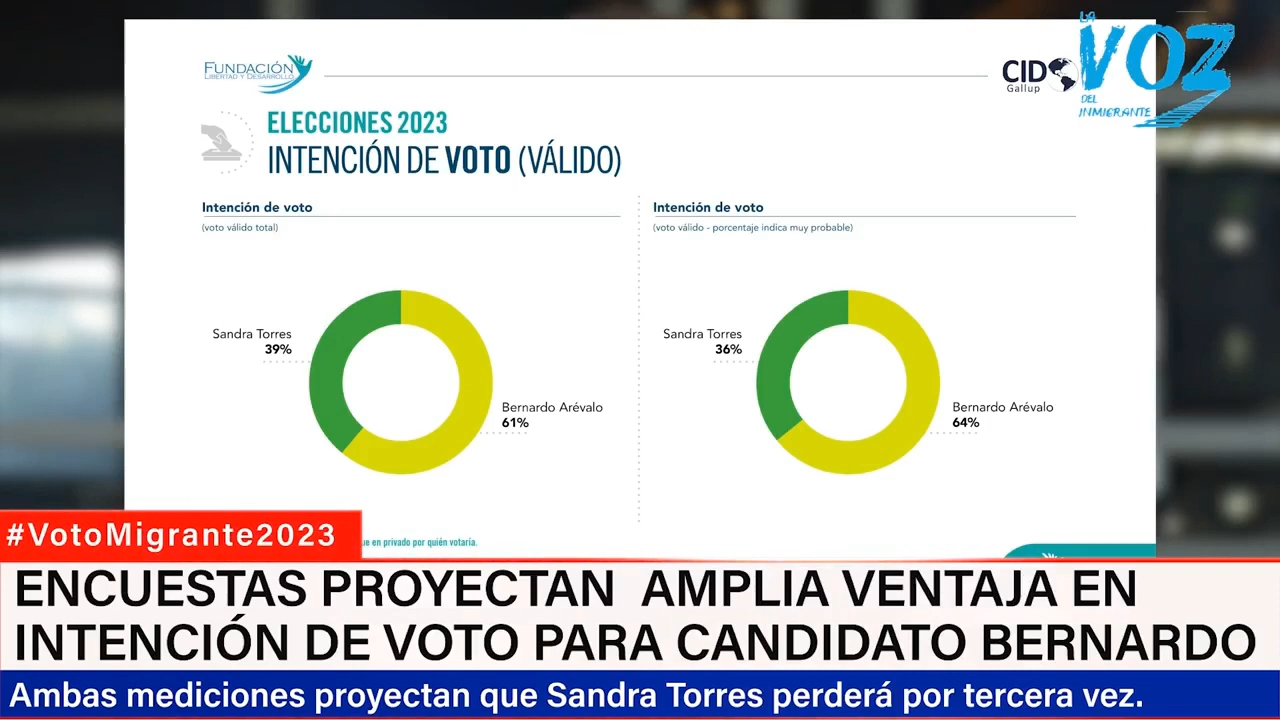 FUNDACIÓN
LIBERTAD Y DESARROLLO
CID
Gallup
LA
VOZ
DEL
INMIGRANTE
ELECCIONES 2023
INTENCIÓN DE VOTO (VÁLIDO)
Intención de voto
(voto válido total)
Sandra Torres
39%
Bernardo Arévalo
61%
Intención de voto
(voto válido - porcentaje indica muy probable)
Sandra Torres
36%
Bernardo Arévalo
64%
en privado por quién votaría.
#VotoMigrante2023
ENCUESTAS PROYECTAN AMPLIA VENTAJA EN
INTENCIÓN DE VOTO PARA CANDIDATO BERNARDO
Ambas mediciones proyectan que Sandra Torres perderá por tercera vez.